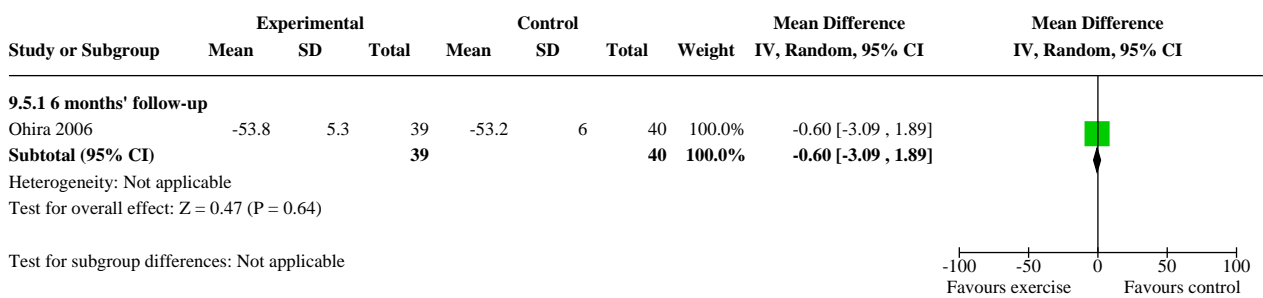 Experimental Control Mean Difference Mean Difference
Study or Subgroup Mean SD Total Mean SD Total Weight IV, Random, 95% CI IV, Random, 95% CI
9.5.1 6 months' follow-up
Ohira 2006 -53.8 5.3 39 -53.2 6 40 100.0% -0.60 [-3.09 , 1.89]
Subtotal (95% CI) 39 40 100.0% -0.60 [-3.09 , 1.89]
Heterogeneity: Not applicable
Test for overall effect: Z = 0.47 (P = 0.64)
Test for subgroup differences: Not applicable
-100 -50 0 50 100
Favours exercise Favours control